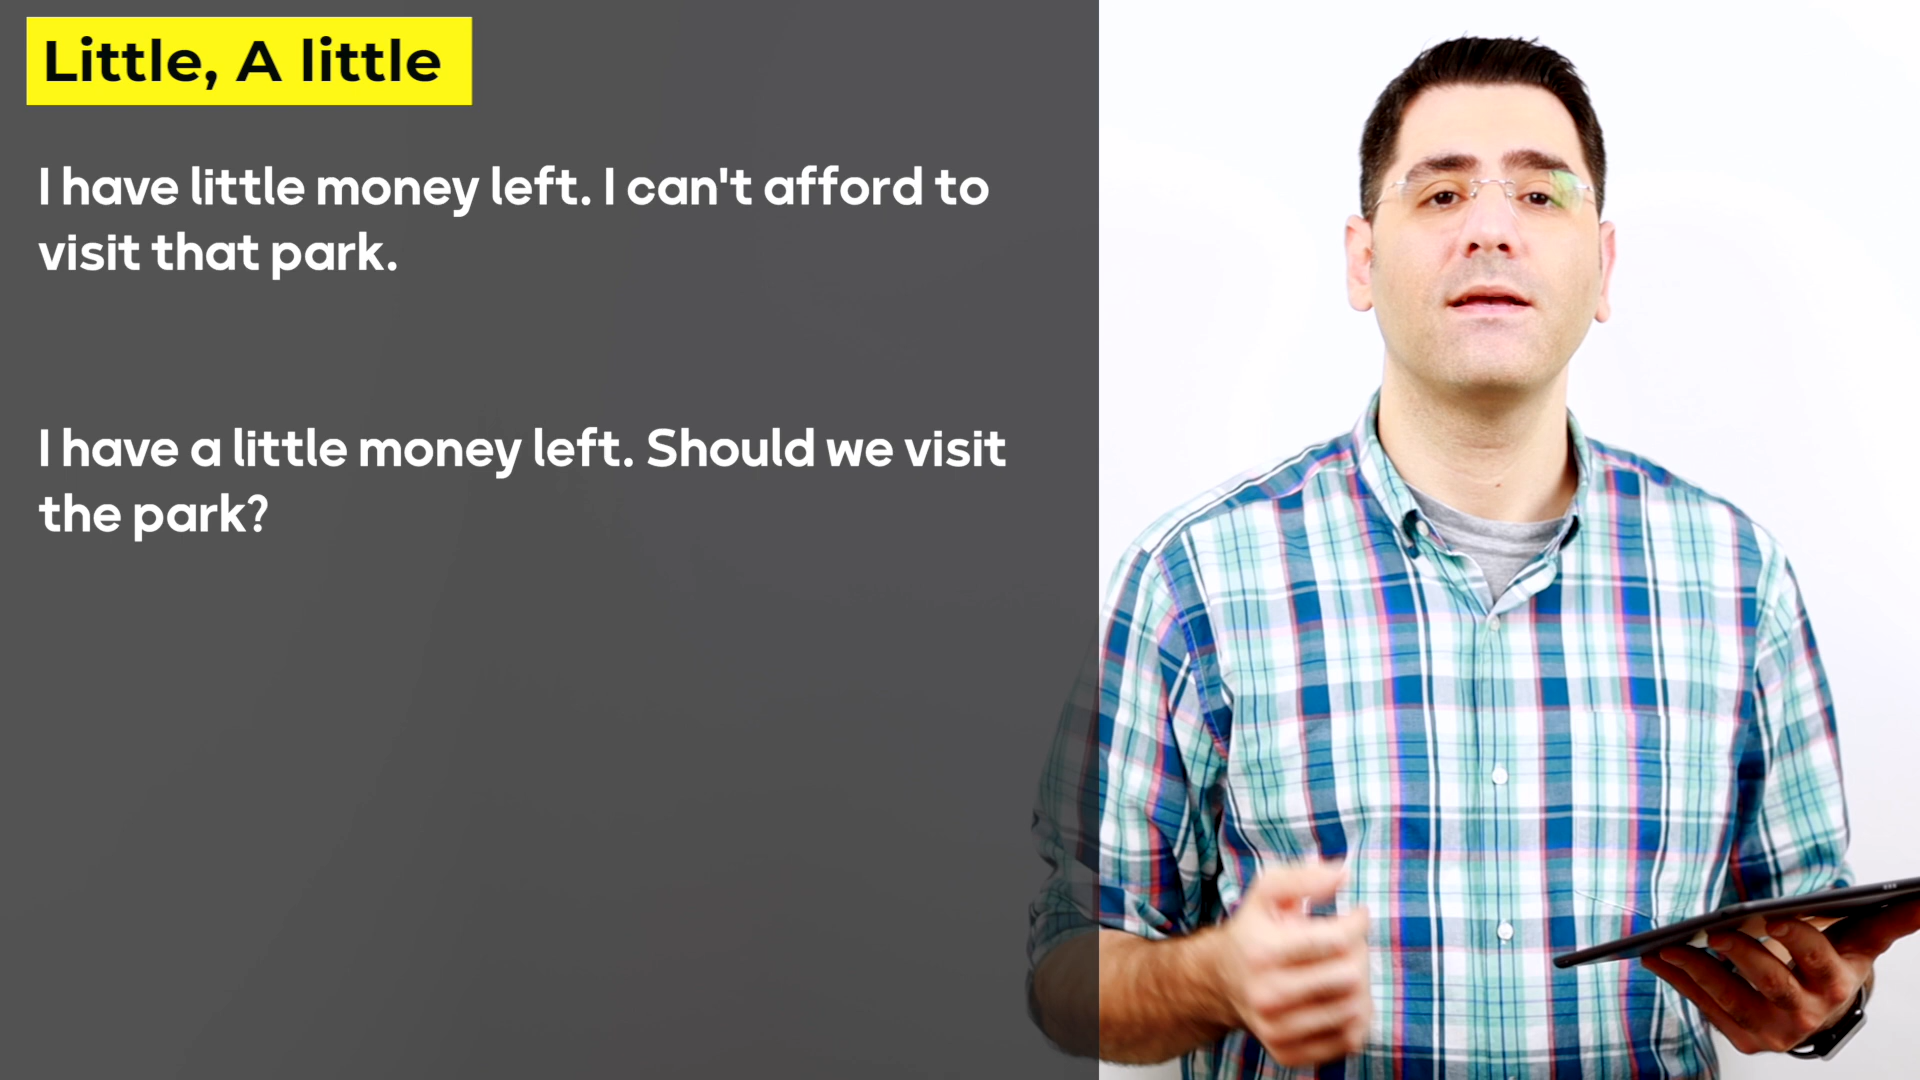 Little, A little
I have little money left. I can't afford to
visit that park.
I have a little money left. Should we visit
the park?